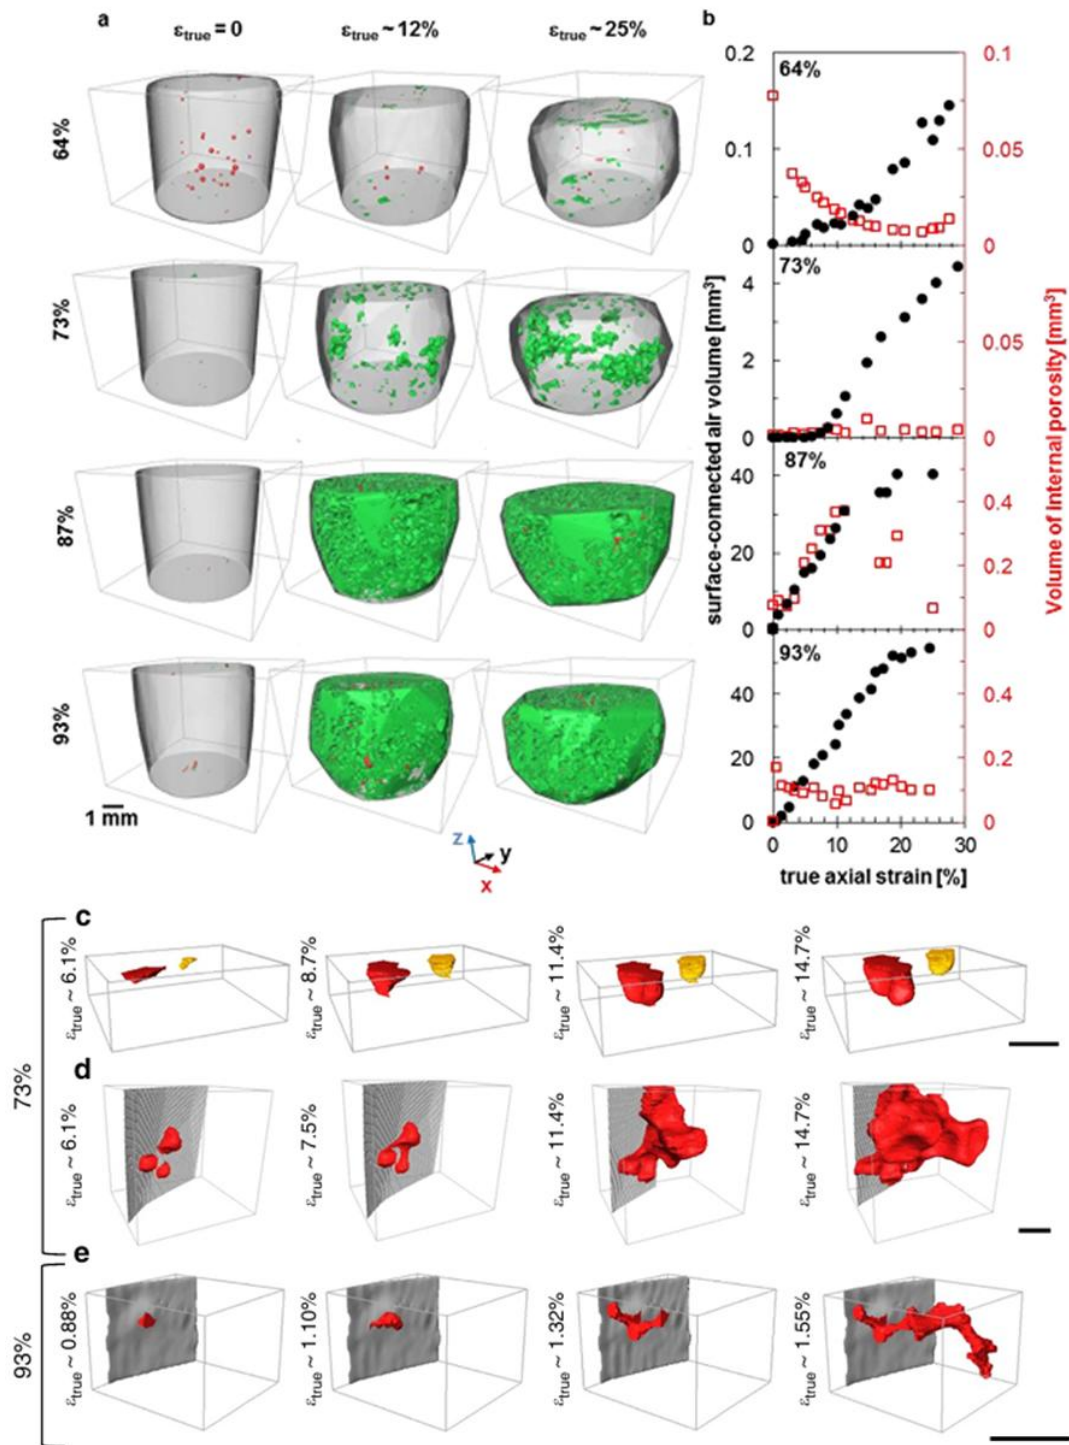 a
ε_true = 0
ε_true ~ 12%
ε_true ~ 25%
64%
73%
87%
93%
1 mm
z
y
x
b
64%
0.2
0.1
0
0.1
0.05
0
73%
4
2
0
0.05
0
87%
40
20
0
0.4
0.2
0
93%
40
20
0
0.4
0.2
0
0
10
20
30
surface-connected air volume [mm³]
Volume of Internal porosity [mm³]
true axial strain [%]
73%
c
ε_true ~ 6.1%
ε_true ~ 8.7%
ε_true ~ 11.4%
ε_true ~ 14.7%
d
ε_true ~ 6.1%
ε_true ~ 7.5%
ε_true ~ 11.4%
ε_true ~ 14.7%
93%
e
ε_true ~ 0.88%
ε_true ~ 1.10%
ε_true ~ 1.32%
ε_true ~ 1.55%